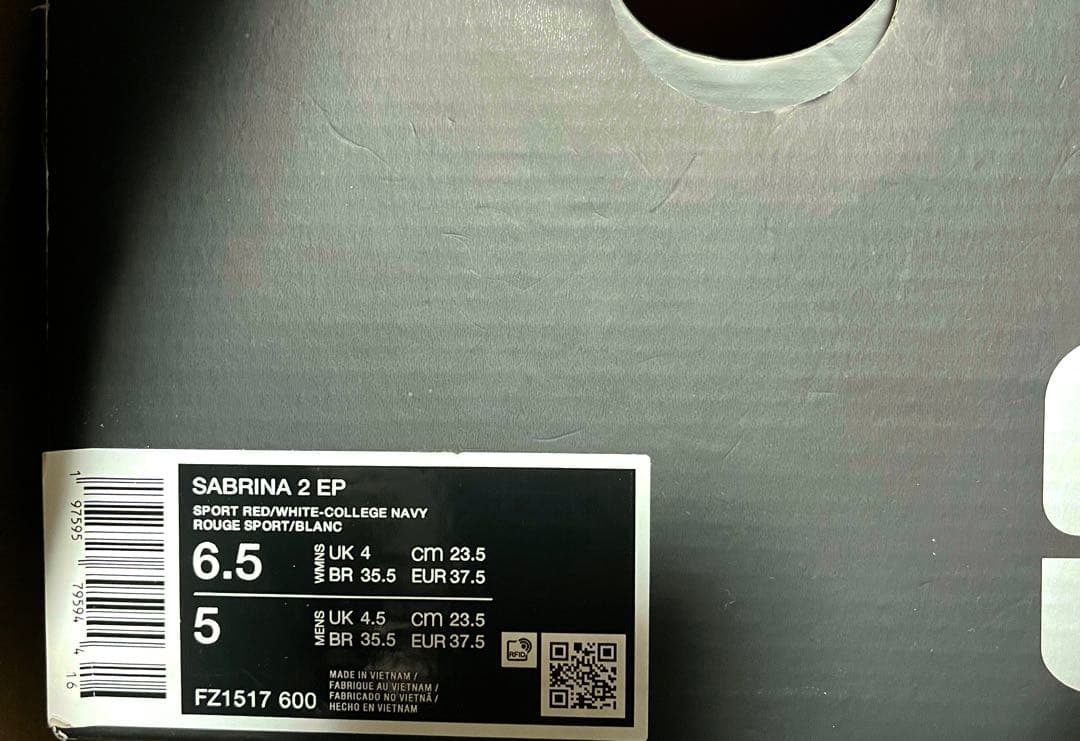 SABRINA 2 EP
SPORT RED/WHITE-COLLEGE NAVY
ROUGE SPORT/BLANC
6.5 WMNS UK 4 cm 23.5
BR 35.5 EUR 37.5
5 MENS UK 4.5 cm 23.5
BR 35.5 EUR 37.5
RFID
FZ1517 600
MADE IN VIETNAM /
FABRIQUE AU VIETNAM /
FABRICADO NO VIETNÃ /
HECHO EN VIETNAM
1 97595 79594 4 16